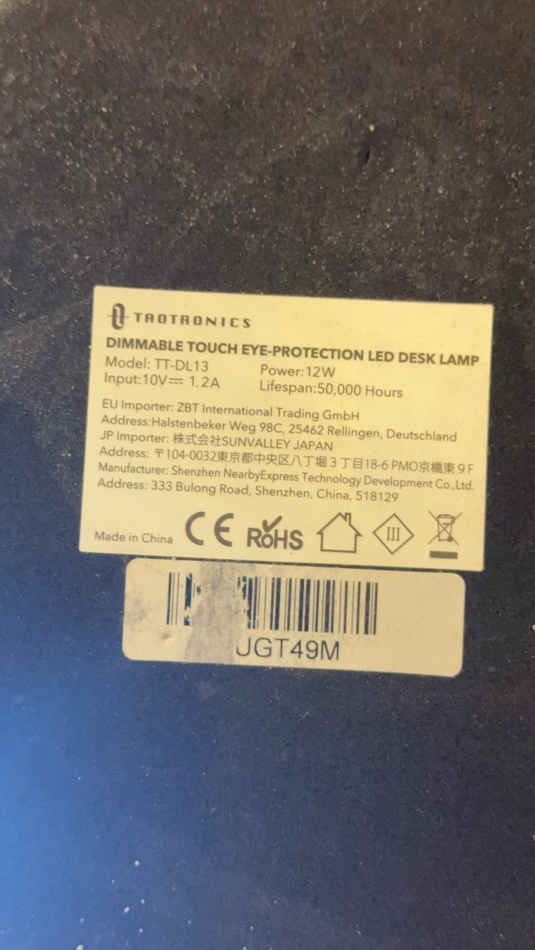 TAOTRONICS
DIMMABLE TOUCH EYE-PROTECTION LED DESK LAMP
Model: TT-DL13 Power:12W
Input:10V⎓ 1.2A Lifespan:50,000 Hours
EU Importer: ZBT International Trading GmbH
Address:Halstenbeker Weg 98C, 25462 Rellingen, Deutschland
JP Importer: 株式会社SUNVALLEY JAPAN
Address: 〒104-0032東京都中央区八丁堀3丁目18-6 PMO京橋東9F
Manufacturer: Shenzhen NearbyExpress Technology Development Co.,Ltd.
Address: 333 Bulong Road, Shenzhen, China, 518129
Made in China CE RoHS III
JGT49M